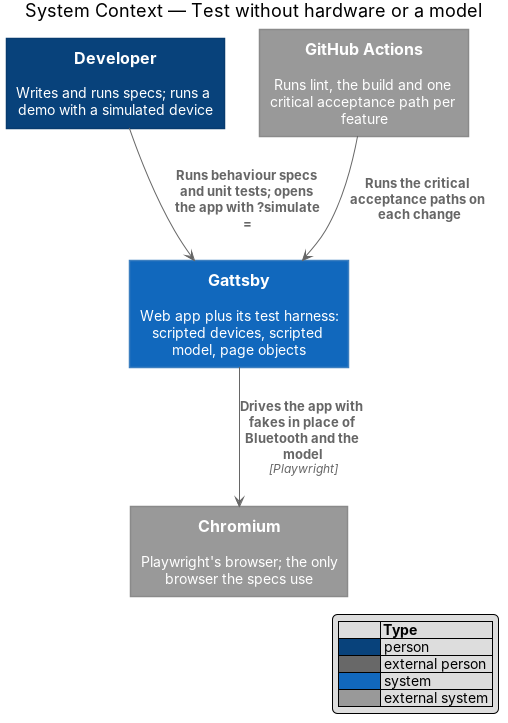 System Context — Test without hardware or a model
Developer
Writes and runs specs; runs a
demo with a simulated device
GitHub Actions
Runs lint, the build and one
critical acceptance path per
feature
Runs behaviour specs
and unit tests; opens
the app with ?simulate
=
Runs the critical
acceptance paths on
each change
Gattsby
Web app plus its test harness:
scripted devices, scripted
model, page objects
Drives the app with
fakes in place of
Bluetooth and the
model
[Playwright]
Chromium
Playwright's browser; the only
browser the specs use
Type
person
external person
system
external system